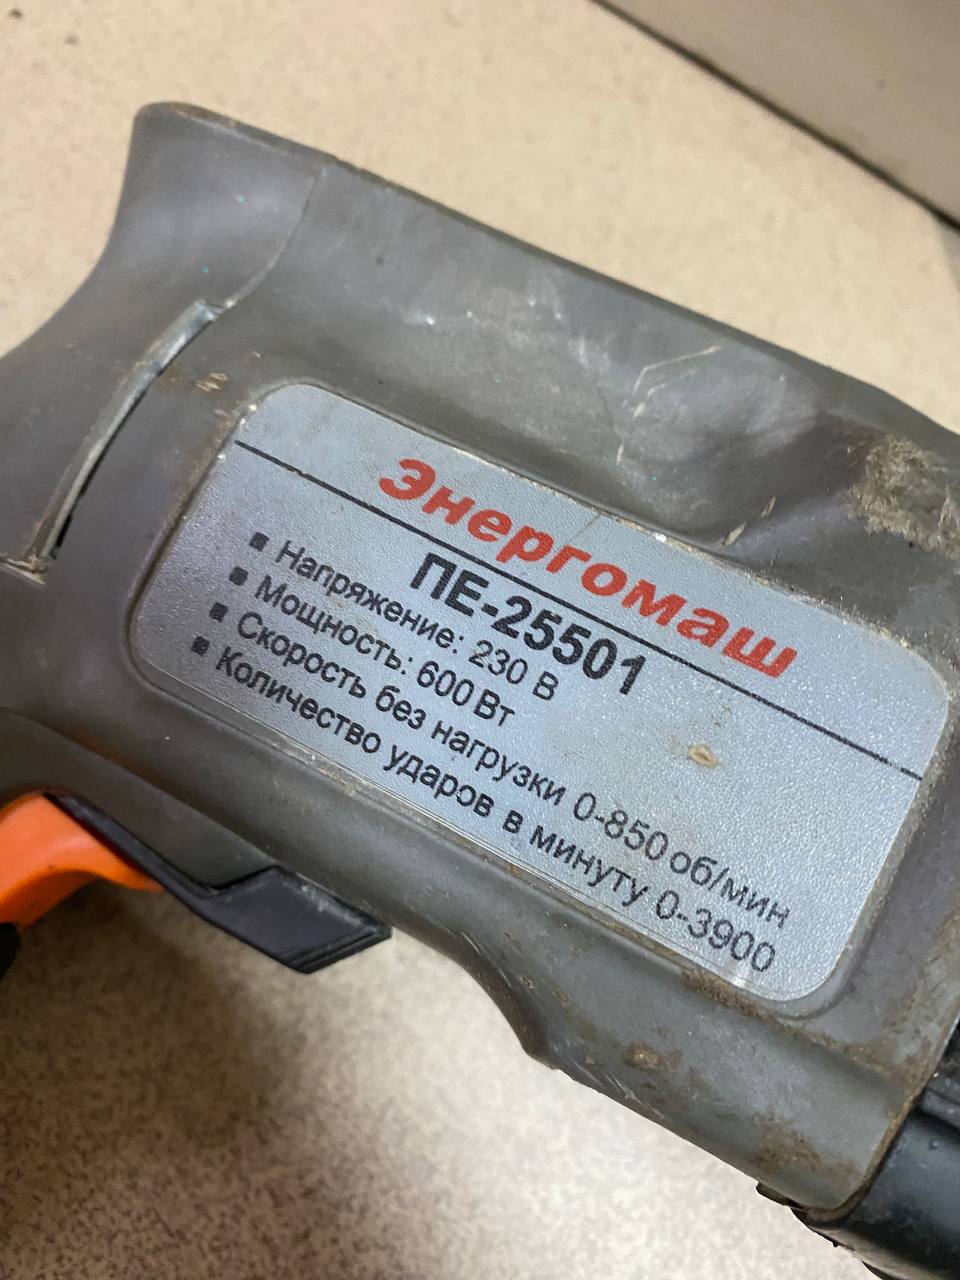 Энергомаш
ПЕ-25501
▪ Напряжение: 230 В
▪ Мощность: 600 Вт
▪ Скорость без нагрузки 0-850 об/мин
▪ Количество ударов в минуту 0-3900